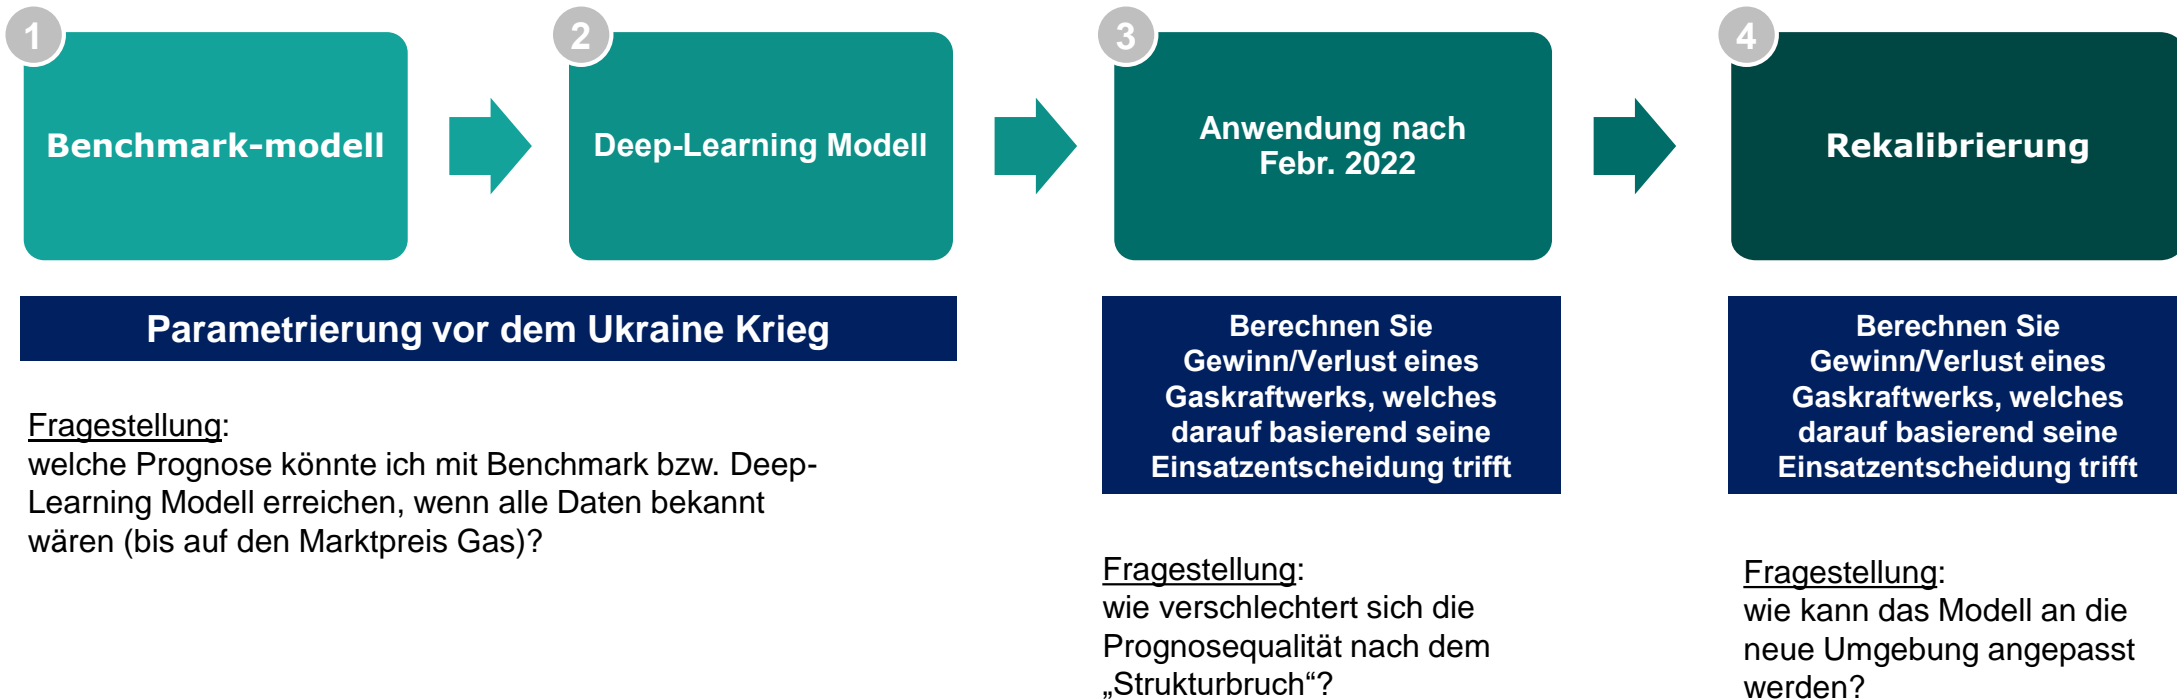 1
Benchmark-modell
2
Deep-Learning Modell
3
Anwendung nach
Febr. 2022
4
Rekalibrierung
Parametrierung vor dem Ukraine Krieg
Fragestellung:
welche Prognose könnte ich mit Benchmark bzw. Deep-
Learning Modell erreichen, wenn alle Daten bekannt
wären (bis auf den Marktpreis Gas)?
Berechnen Sie
Gewinn/Verlust eines
Gaskraftwerks, welches
darauf basierend seine
Einsatzentscheidung trifft
Fragestellung:
wie verschlechtert sich die
Prognosequalität nach dem
„Strukturbruch“?
Berechnen Sie
Gewinn/Verlust eines
Gaskraftwerks, welches
darauf basierend seine
Einsatzentscheidung trifft
Fragestellung:
wie kann das Modell an die
neue Umgebung angepasst
werden?